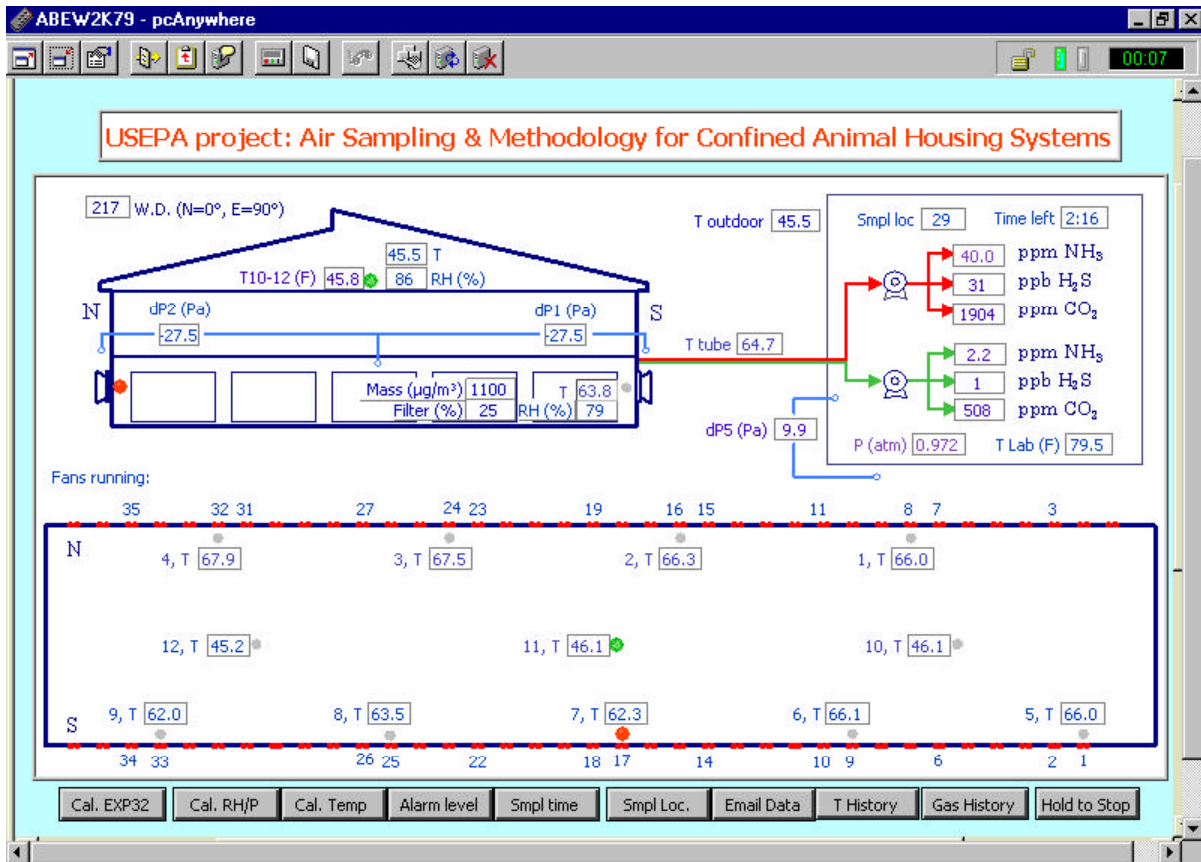 ABEW2K79 - pcAnywhere
00:07
USEPA project: Air Sampling & Methodology for Confined Animal Housing Systems
217 W.D. (N=0°, E=90°)
T outdoor 45.5
Smpl loc 29 Time left 2:16
45.5 T
T10-12 (F) 45.8 86 RH (%)
40.0 ppm NH₃
31 ppb H₂S
1904 ppm CO₂
N dP2 (Pa) dP1 (Pa) S
-27.5 -27.5
T tube 64.7
2.2 ppm NH₃
1 ppb H₂S
508 ppm CO₂
Mass (µg/m³) 1100 T 63.8
Filter (%) 25 RH (%) 79
dP5 (Pa) 9.9
P (atm) 0.972 T Lab (F) 79.5
Fans running:
35 32 31 27 24 23 19 16 15 11 8 7 3
N
4, T 67.9 3, T 67.5 2, T 66.3 1, T 66.0
12, T 45.2 11, T 46.1 10, T 46.1
9, T 62.0 8, T 63.5 7, T 62.3 6, T 66.1 5, T 66.0
S
34 33 26 25 22 18 17 14 10 9 6 2 1
Cal. EXP32 Cal. RH/P Cal. Temp Alarm level Smpl time Smpl Loc. Email Data T History Gas History Hold to Stop